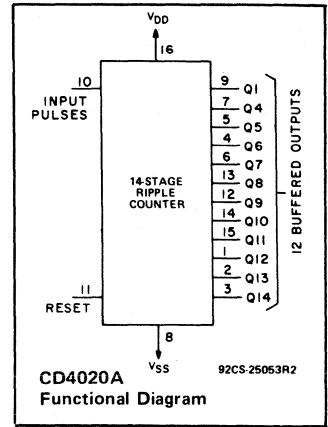 VDD
16
10
INPUT
PULSES
9 Q1
7 Q4
5 Q5
4 Q6
6 Q7
13 Q8
12 Q9
14 Q10
15 Q11
1 Q12
2 Q13
3 Q14
12 BUFFERED OUTPUTS
14-STAGE
RIPPLE
COUNTER
11
RESET
8
VSS
92CS-25053R2
CD4020A
Functional Diagram